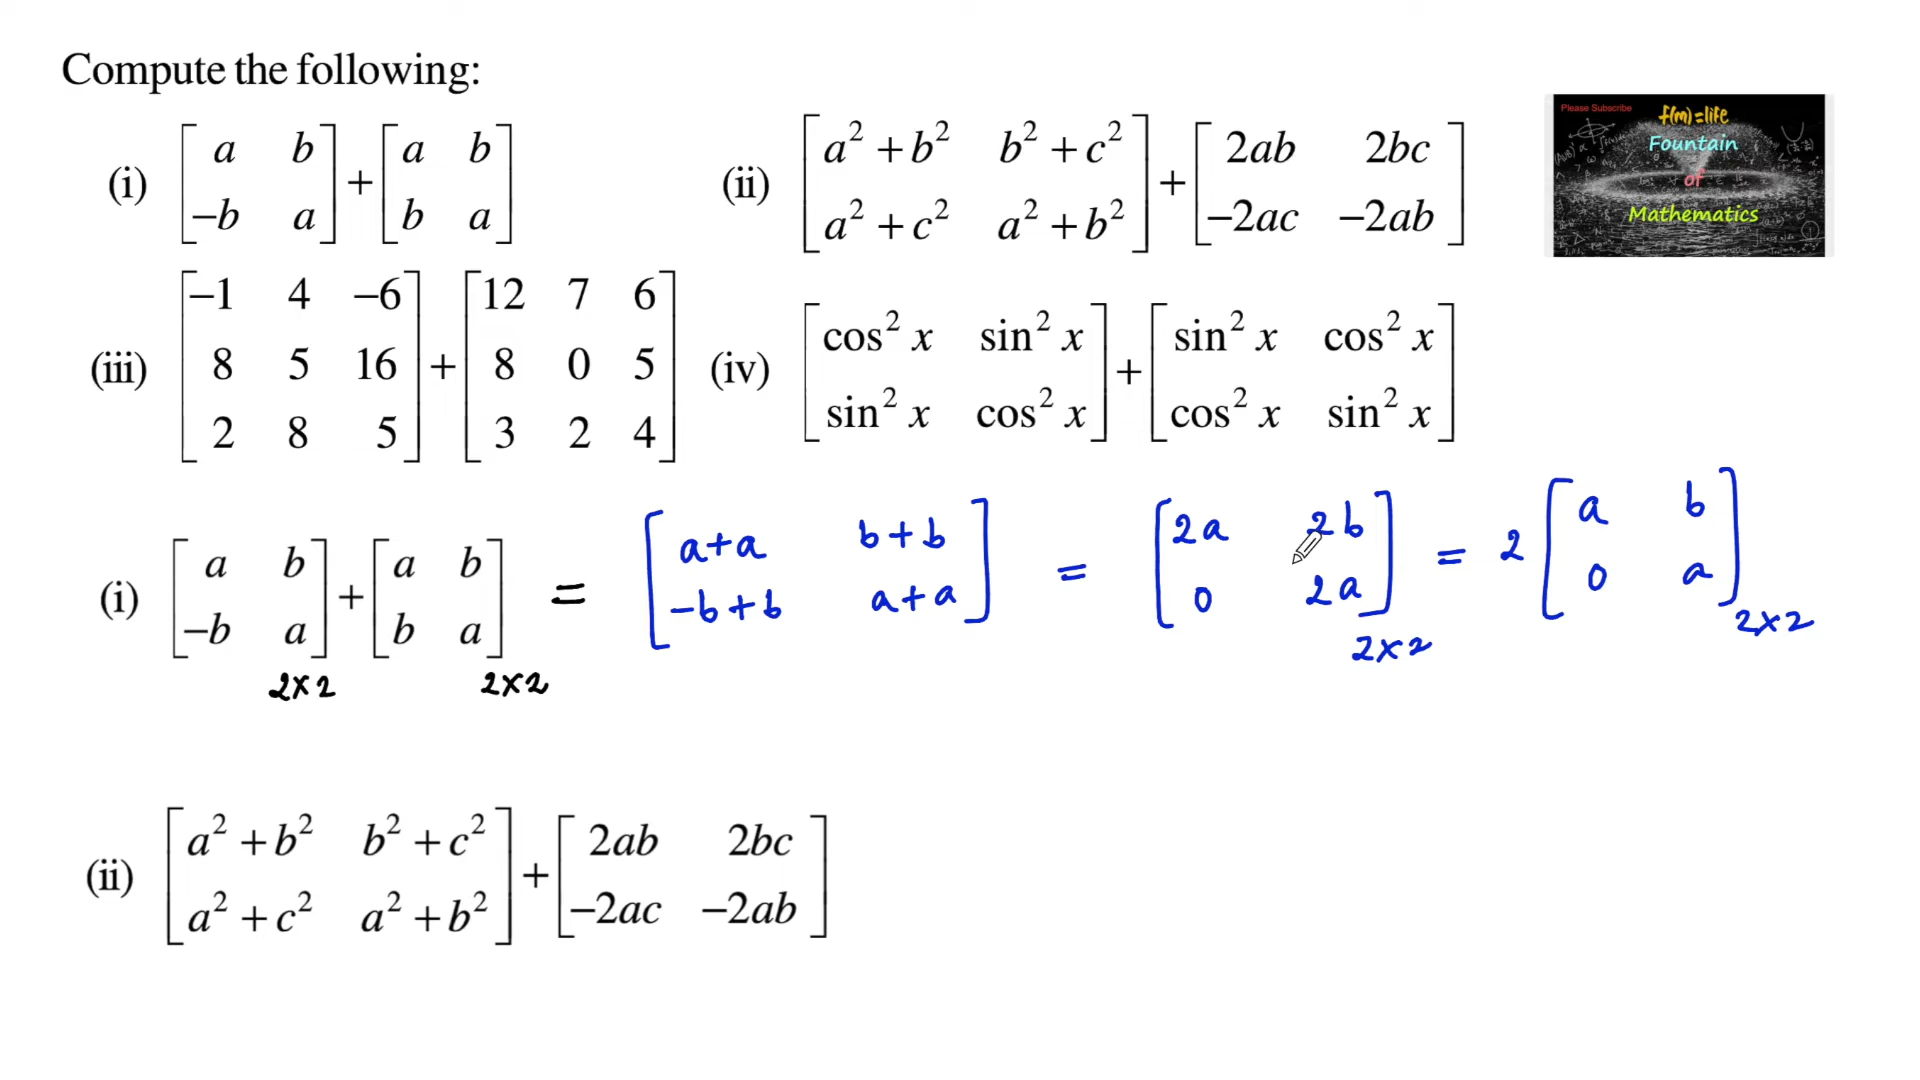 Compute the following:
(i) [a b; −b a] + [a b; b a]
(ii) [a² + b² b² + c²; a² + c² a² + b²] + [2ab 2bc; −2ac −2ab]
Please Subscribe
f(m)=life
Fountain
of
Mathematics
(iii) [−1 4 −6; 8 5 16; 2 8 5] + [12 7 6; 8 0 5; 3 2 4]
(iv) [cos² x sin² x; sin² x cos² x] + [sin² x cos² x; cos² x sin² x]
(i) [a b; −b a]2×2 + [a b; b a]2×2 = [a+a b+b; −b+b a+a] = [2a 2b; 0 2a]2×2 = 2 [a b; 0 a]2×2
(ii) [a² + b² b² + c²; a² + c² a² + b²] + [2ab 2bc; −2ac −2ab]